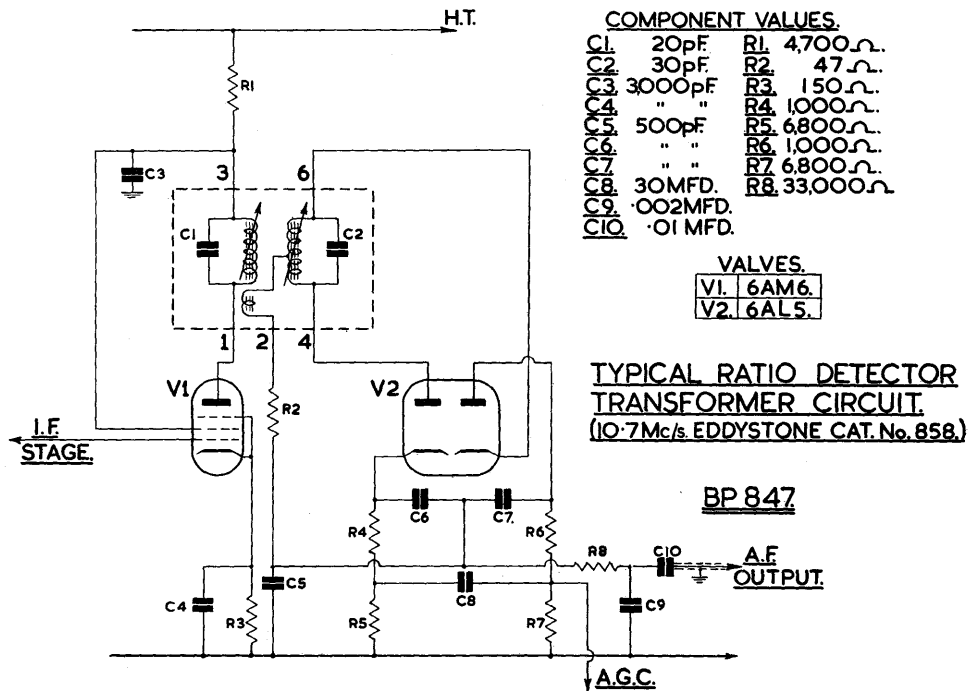 H.T.
COMPONENT VALUES.
C1. 20pF. R1. 4,700Ω.
C2. 30pF. R2. 47Ω.
C3. 3,000pF. R3. 150Ω.
C4. " " R4. 1,000Ω.
C5. 500pF. R5. 6,800Ω.
C6. " " R6. 1,000Ω.
C7. " " R7. 6,800Ω.
C8. 30MFD. R8. 33,000Ω
C9. ·002MFD.
C10. ·01 MFD.
VALVES.
V1. 6AM6.
V2. 6AL5.
TYPICAL RATIO DETECTOR
TRANSFORMER CIRCUIT.
(10·7Mc/s. EDDYSTONE CAT. No. 858.)
BP 847.
R1
C3
3
6
C1
C2
1
2
4
V1
R2
V2
I.F.
STAGE.
C6
C7.
R4
R6
R8
C10
A.F.
OUTPUT.
C5
C8
C4
R3
R5
R7
C9
A.G.C.